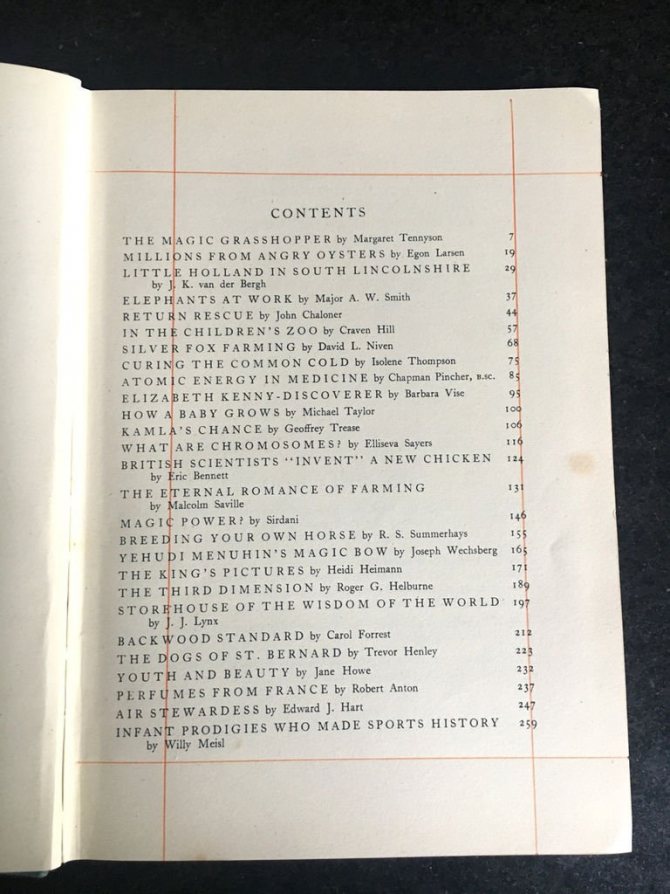 CONTENTS
THE MAGIC GRASSHOPPER by Margaret Tennyson 7
MILLIONS FROM ANGRY OYSTERS by Egon Larsen 19
LITTLE HOLLAND IN SOUTH LINCOLNSHIRE 29
by J. K. van der Bergh
ELEPHANTS AT WORK by Major A. W. Smith 37
RETURN RESCUE by John Chaloner 44
IN THE CHILDREN'S ZOO by Craven Hill 57
SILVER FOX FARMING by David L. Niven 68
CURING THE COMMON COLD by Isolene Thompson 75
ATOMIC ENERGY IN MEDICINE by Chapman Pincher, B.SC. 85
ELIZABETH KENNY-DISCOVERER by Barbara Vise 95
HOW A BABY GROWS by Michael Taylor 100
KAMLA'S CHANCE by Geoffrey Trease 106
WHAT ARE CHROMOSOMES? by Elliseva Sayers 116
BRITISH SCIENTISTS "INVENT" A NEW CHICKEN 124
by Eric Bennett
THE ETERNAL ROMANCE OF FARMING 131
by Malcolm Saville
MAGIC POWER? by Sirdani 146
BREEDING YOUR OWN HORSE by R. S. Summerhays 155
YEHUDI MENUHIN'S MAGIC BOW by Joseph Wechsberg 165
THE KING'S PICTURES by Heidi Heimann 171
THE THIRD DIMENSION by Roger G. Helburne 189
STOREHOUSE OF THE WISDOM OF THE WORLD 197
by J. J. Lynx
BACKWOOD STANDARD by Carol Forrest 212
THE DOGS OF ST. BERNARD by Trevor Henley 223
YOUTH AND BEAUTY by Jane Howe 232
PERFUMES FROM FRANCE by Robert Anton 237
AIR STEWARDESS by Edward J. Hart 247
INFANT PRODIGIES WHO MADE SPORTS HISTORY 259
by Willy Meisl